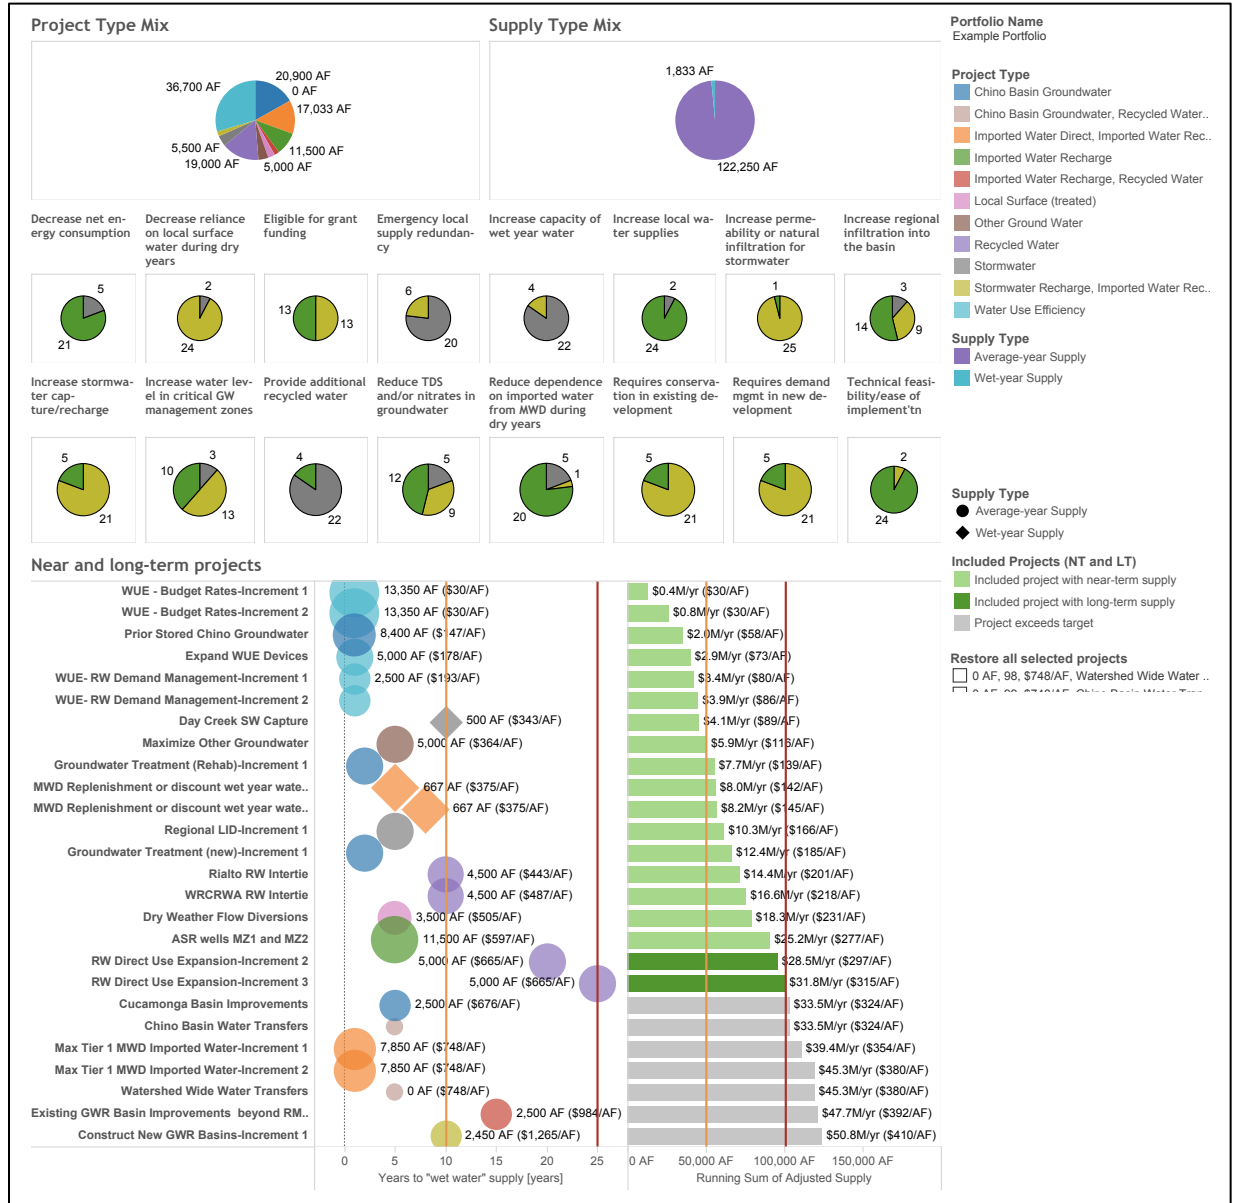 Project Type Mix
Supply Type Mix
36,700 AF
20,900 AF
0 AF
17,033 AF
11,500 AF
5,000 AF
19,000 AF
5,500 AF
1,833 AF
122,250 AF
Portfolio Name
Example Portfolio
Project Type
Chino Basin Groundwater
Chino Basin Groundwater, Recycled Water..
Imported Water Direct, Imported Water Rec..
Imported Water Recharge
Imported Water Recharge, Recycled Water
Local Surface (treated)
Other Ground Water
Recycled Water
Stormwater
Stormwater Recharge, Imported Water Rec..
Water Use Efficiency
Supply Type
Average-year Supply
Wet-year Supply
Decrease net en-
ergy consumption
5
21
Decrease reliance
on local surface
water during dry
years
2
24
Eligible for grant
funding
13
13
Emergency local
supply redundan-
cy
6
20
Increase capacity of
wet year water
4
22
Increase local wa-
ter supplies
2
24
Increase perme-
ability or natural
infiltration for
stormwater
1
25
Increase regional
infiltration into
the basin
3
14
9
Increase stormwa-
ter cap-
ture/recharge
5
21
Increase water lev-
el in critical GW
management zones
3
10
13
Provide additional
recycled water
4
22
Reduce TDS
and/or nitrates in
groundwater
5
12
9
Reduce dependence
on imported water
from MWD during
dry years
5
1
20
Requires conserva-
tion in existing de-
velopment
5
21
Requires demand
mgmt in new de-
velopment
5
21
Technical feasi-
bility/ease of
implement'tn
2
24
Supply Type
Average-year Supply
Wet-year Supply
Included Projects (NT and LT)
Included project with near-term supply
Included project with long-term supply
Project exceeds target
Restore all selected projects
0 AF, 98, $748/AF, Watershed Wide Water ..
Near and long-term projects
WUE - Budget Rates-Increment 1 13,350 AF ($30/AF) $0.4M/yr ($30/AF)
WUE - Budget Rates-Increment 2 13,350 AF ($30/AF) $0.8M/yr ($30/AF)
Prior Stored Chino Groundwater 8,400 AF ($147/AF) $2.0M/yr ($58/AF)
Expand WUE Devices 5,000 AF ($178/AF) $2.9M/yr ($73/AF)
WUE- RW Demand Management-Increment 1 2,500 AF ($193/AF) $3.4M/yr ($80/AF)
WUE- RW Demand Management-Increment 2 $3.9M/yr ($86/AF)
Day Creek SW Capture 500 AF ($343/AF) $4.1M/yr ($89/AF)
Maximize Other Groundwater 5,000 AF ($364/AF) $5.9M/yr ($116/AF)
Groundwater Treatment (Rehab)-Increment 1 $7.7M/yr ($139/AF)
MWD Replenishment or discount wet year wate.. 667 AF ($375/AF) $8.0M/yr ($142/AF)
MWD Replenishment or discount wet year wate.. 667 AF ($375/AF) $8.2M/yr ($145/AF)
Regional LID-Increment 1 $10.3M/yr ($166/AF)
Groundwater Treatment (new)-Increment 1 $12.4M/yr ($185/AF)
Rialto RW Intertie 4,500 AF ($443/AF) $14.4M/yr ($201/AF)
WRCRWA RW Intertie 4,500 AF ($487/AF) $16.6M/yr ($218/AF)
Dry Weather Flow Diversions 3,500 AF ($505/AF) $18.3M/yr ($231/AF)
ASR wells MZ1 and MZ2 11,500 AF ($597/AF) $25.2M/yr ($277/AF)
RW Direct Use Expansion-Increment 2 5,000 AF ($665/AF) $28.5M/yr ($297/AF)
RW Direct Use Expansion-Increment 3 5,000 AF ($665/AF) $31.8M/yr ($315/AF)
Cucamonga Basin Improvements 2,500 AF ($676/AF) $33.5M/yr ($324/AF)
Chino Basin Water Transfers $33.5M/yr ($324/AF)
Max Tier 1 MWD Imported Water-Increment 1 7,850 AF ($748/AF) $39.4M/yr ($354/AF)
Max Tier 1 MWD Imported Water-Increment 2 7,850 AF ($748/AF) $45.3M/yr ($380/AF)
Watershed Wide Water Transfers 0 AF ($748/AF) $45.3M/yr ($380/AF)
Existing GWR Basin Improvements beyond RM.. 2,500 AF ($984/AF) $47.7M/yr ($392/AF)
Construct New GWR Basins-Increment 1 2,450 AF ($1,265/AF) $50.8M/yr ($410/AF)
0 5 10 15 20 25 0 AF 50,000 AF 100,000 AF 150,000 AF
Years to "wet water" supply [years] Running Sum of Adjusted Supply